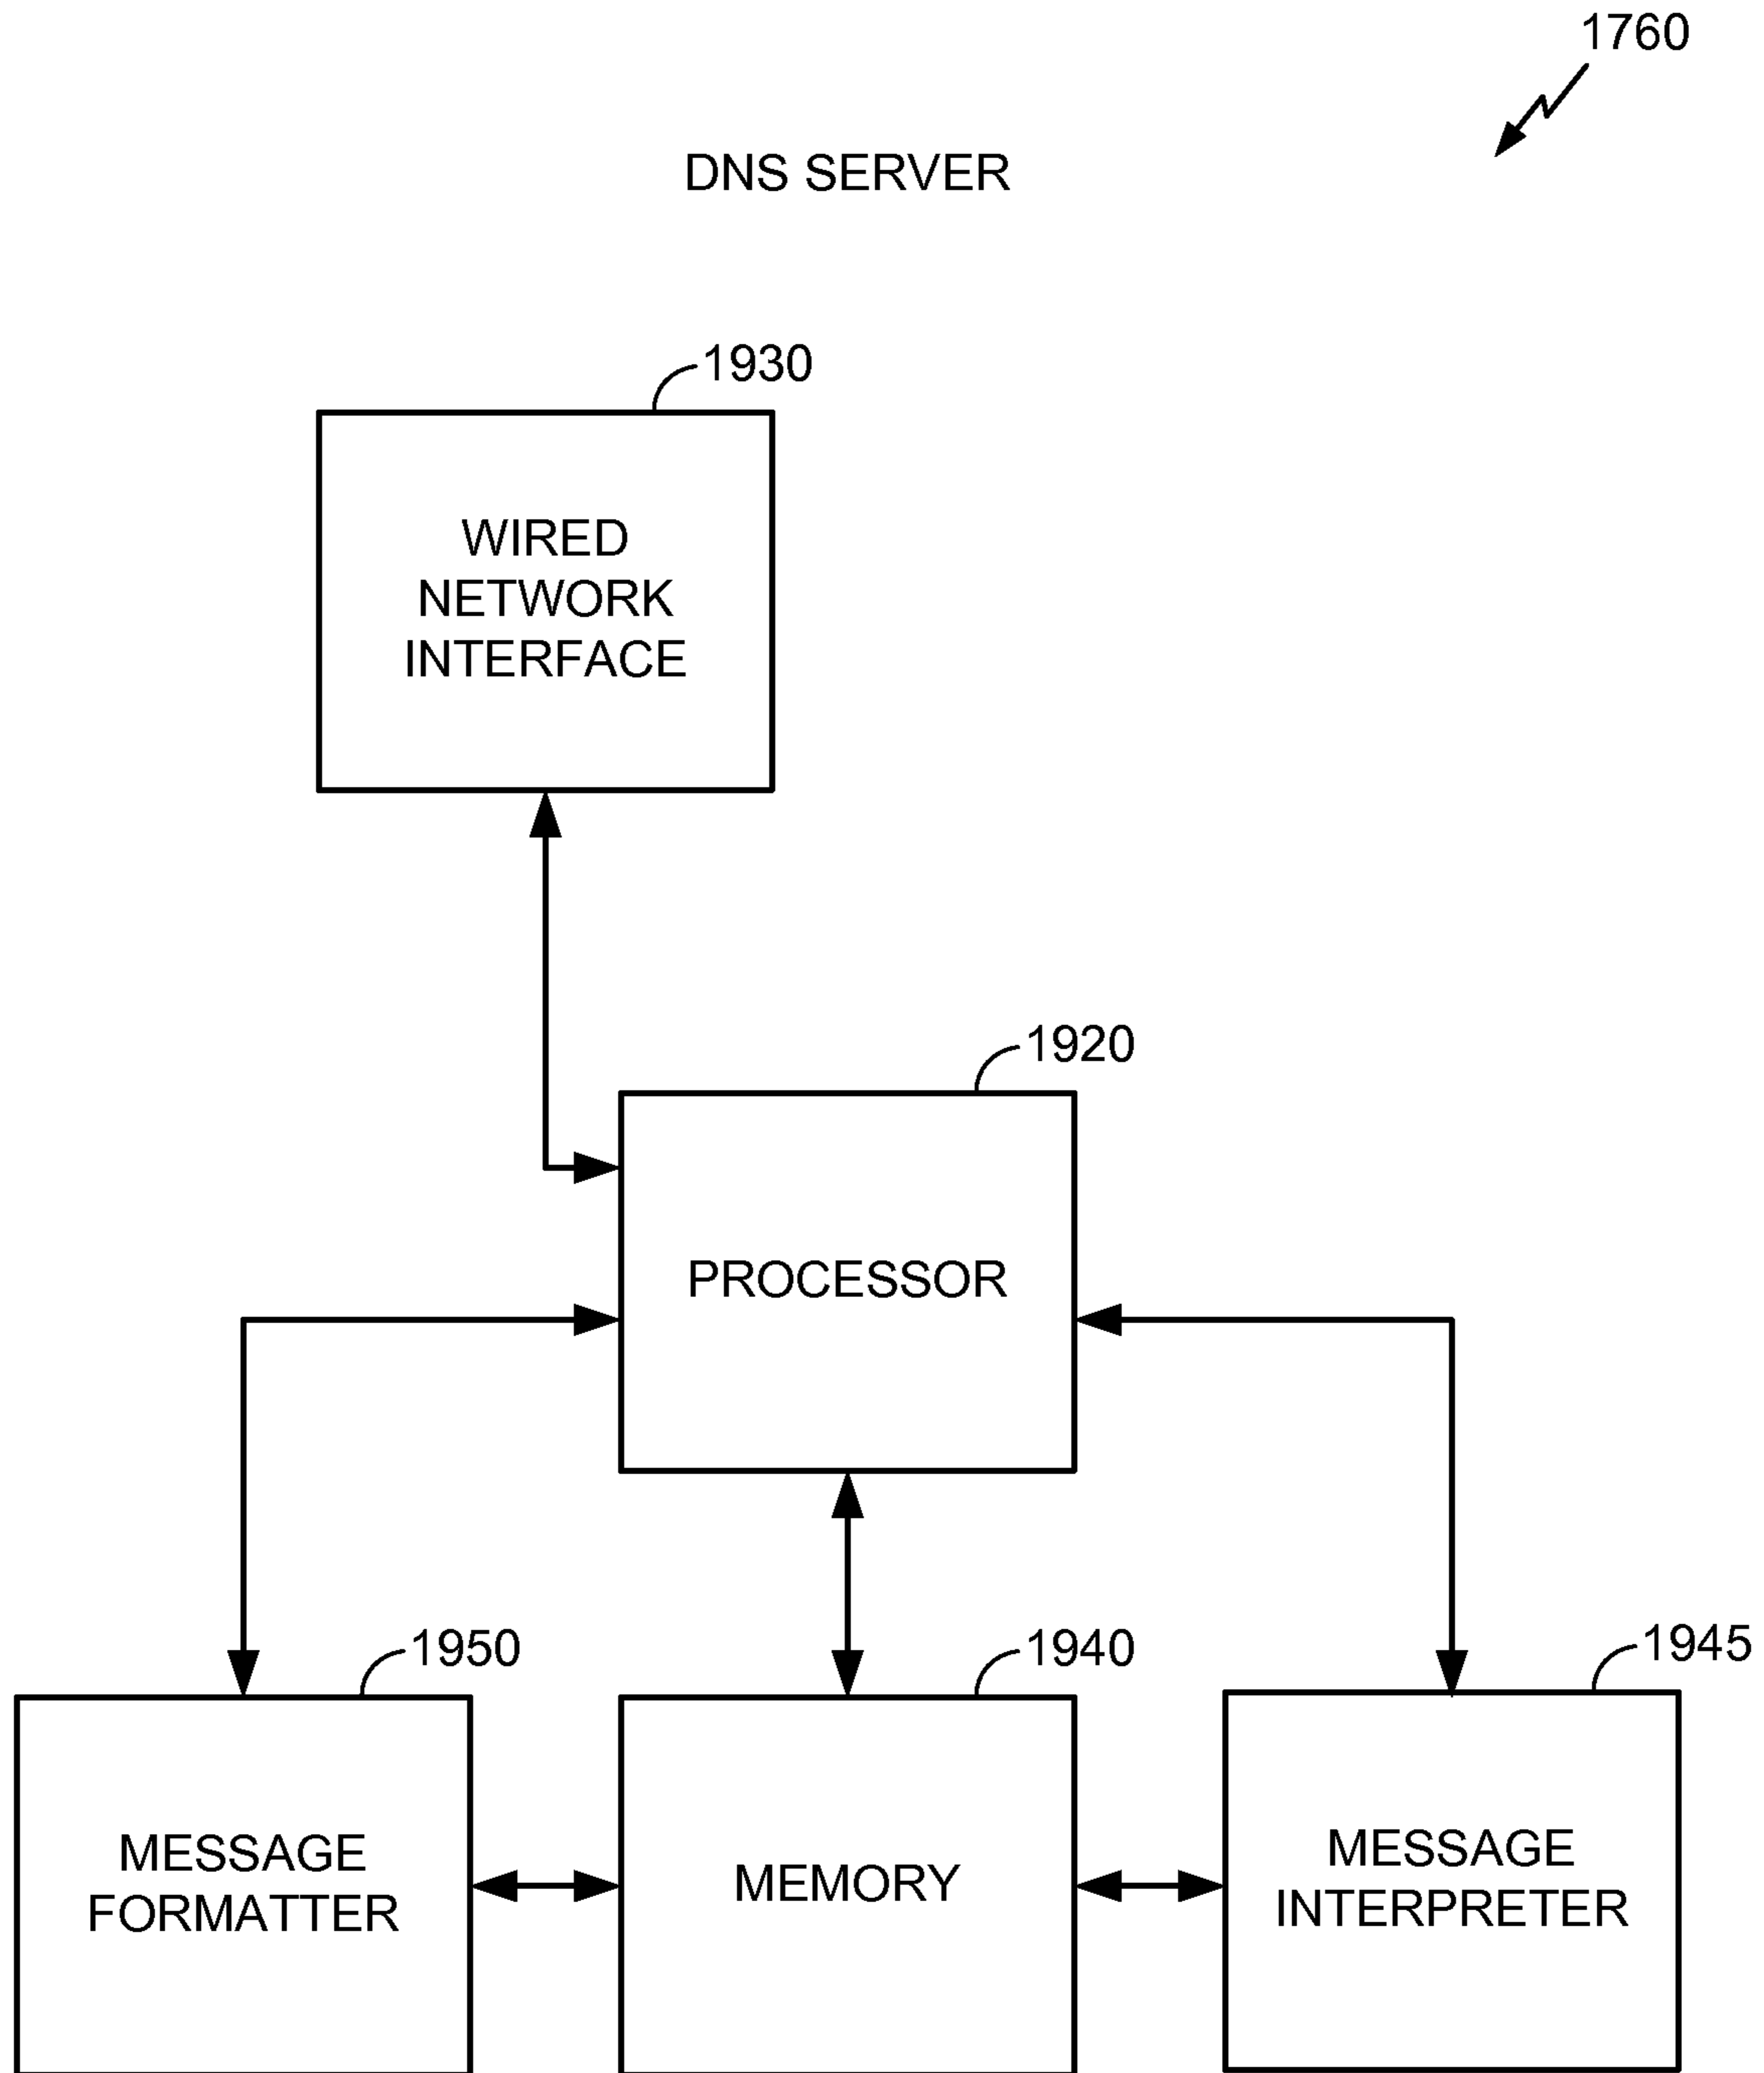 1760
DNS SERVER
1930
WIRED
NETWORK
INTERFACE
1920
PROCESSOR
1950
1940
1945
MESSAGE
FORMATTER
MEMORY
MESSAGE
INTERPRETER